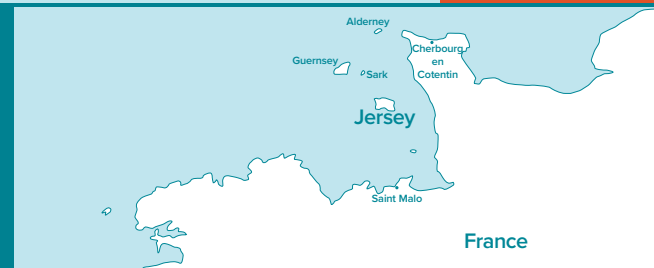 Alderney
Cherbourg
en
Cotentin
Guernsey
Sark
Jersey
Saint Malo
France